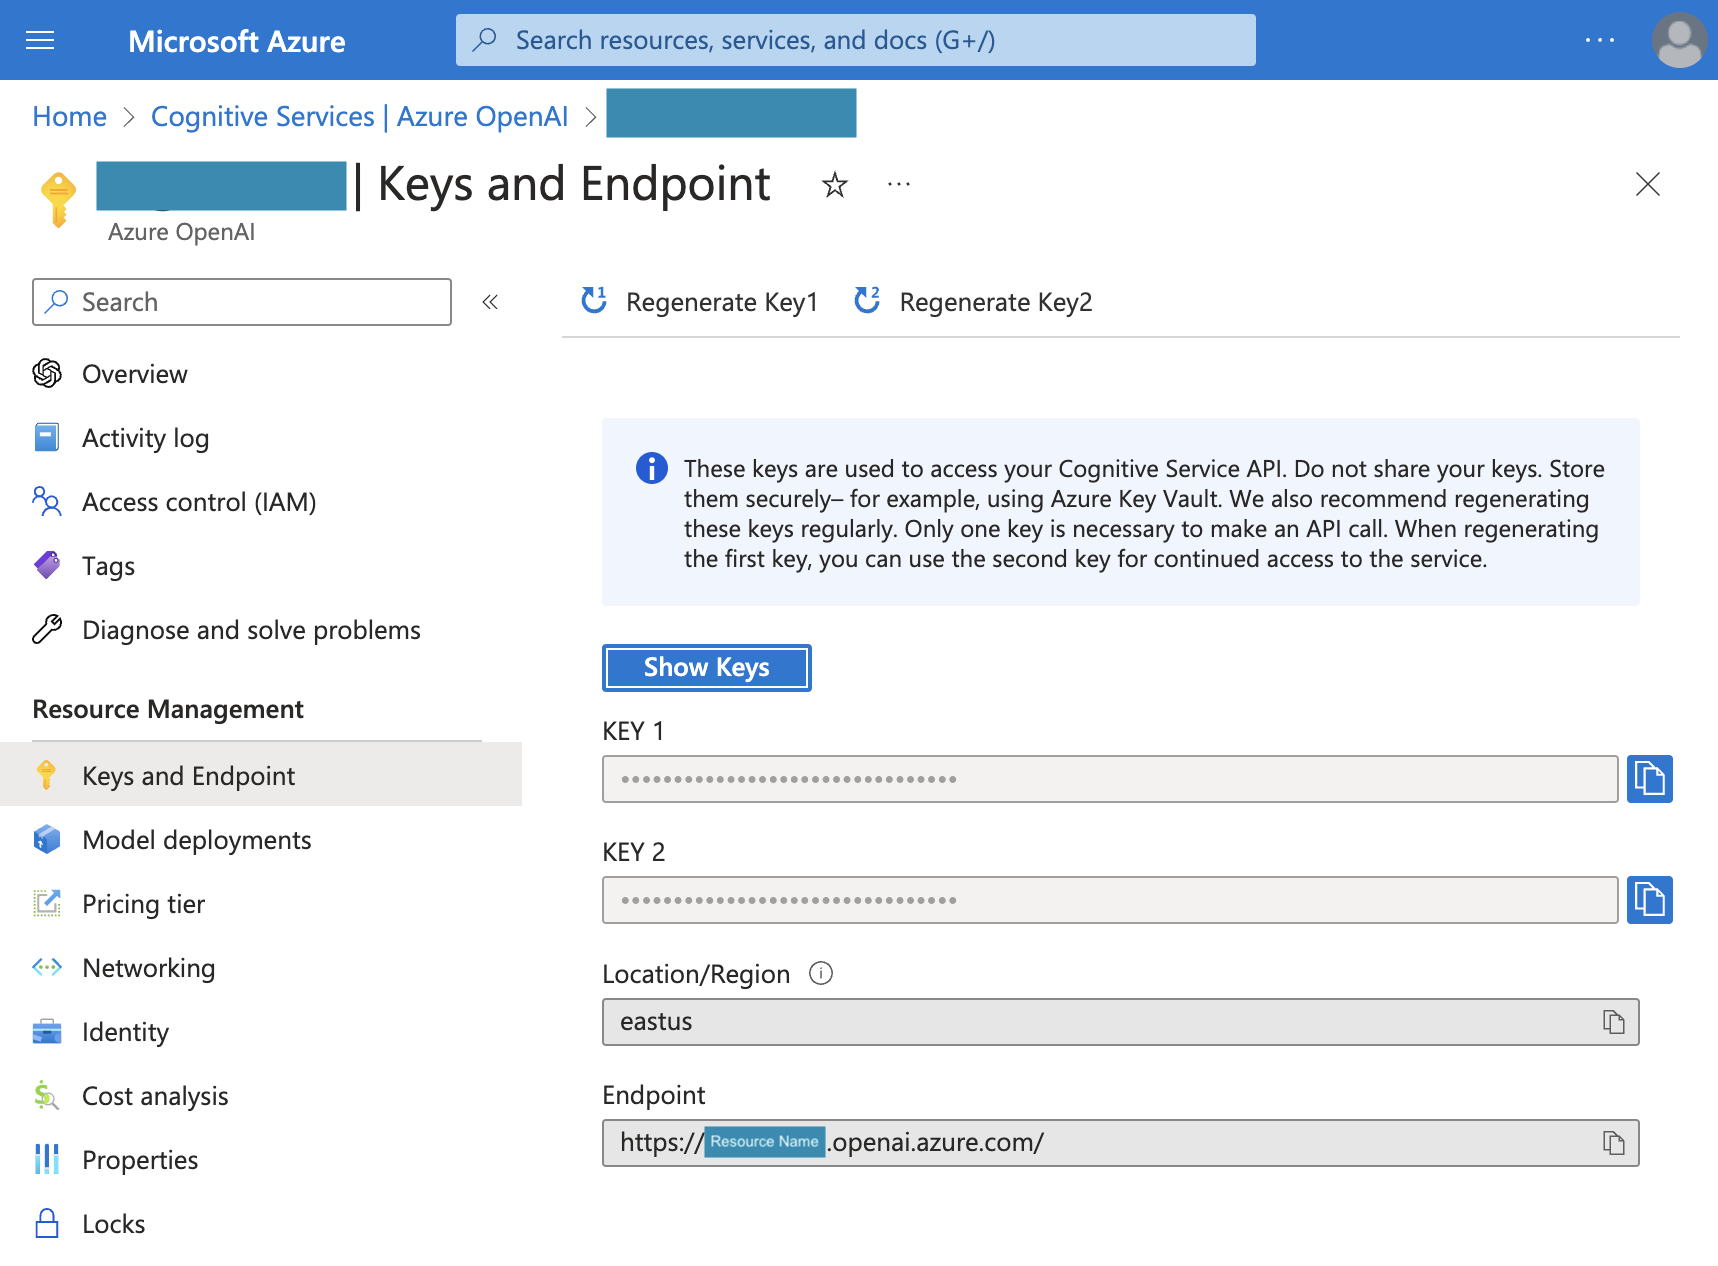 Microsoft Azure
Search resources, services, and docs (G+/)
Home > Cognitive Services | Azure OpenAI >
| Keys and Endpoint
Azure OpenAI
Search
«
Regenerate Key1
Regenerate Key2
Overview
Activity log
Access control (IAM)
Tags
Diagnose and solve problems
Resource Management
Keys and Endpoint
Model deployments
Pricing tier
Networking
Identity
Cost analysis
Properties
Locks
These keys are used to access your Cognitive Service API. Do not share your keys. Store
them securely– for example, using Azure Key Vault. We also recommend regenerating
these keys regularly. Only one key is necessary to make an API call. When regenerating
the first key, you can use the second key for continued access to the service.
Show Keys
KEY 1
••••••••••••••••••••••••••••••••
KEY 2
••••••••••••••••••••••••••••••••
Location/Region
eastus
Endpoint
https://Resource Name.openai.azure.com/